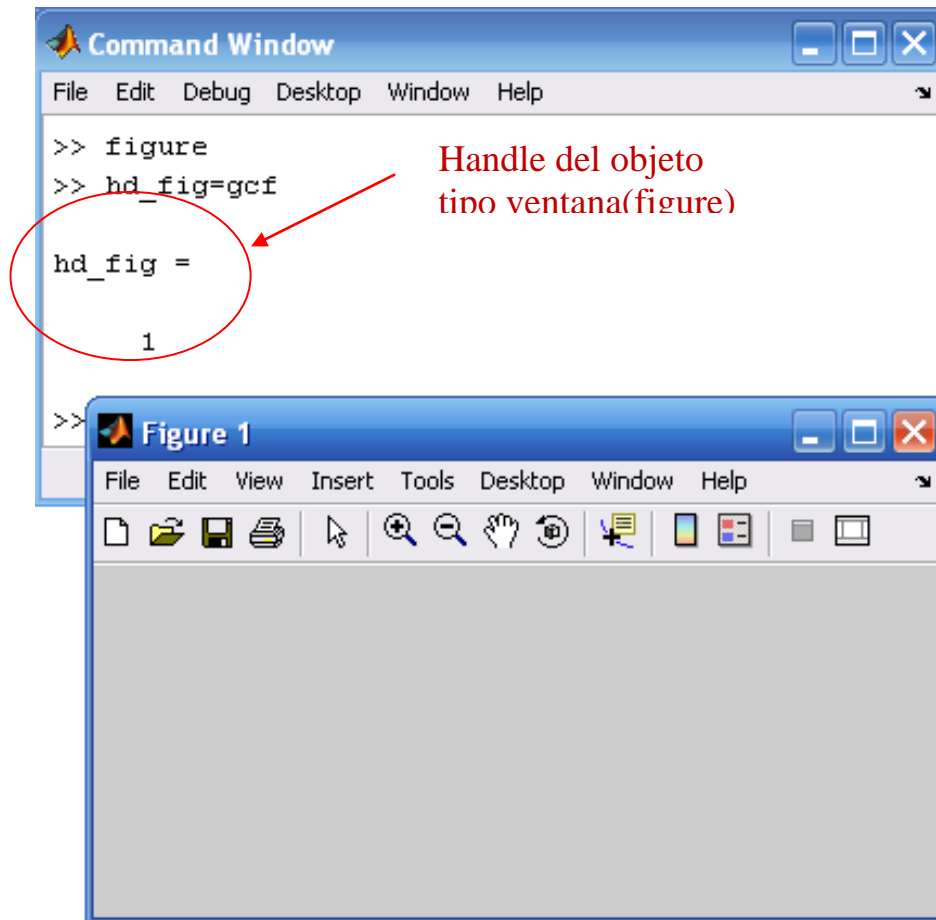 Command Window
File Edit Debug Desktop Window Help
>> figure
>> hd_fig=gcf
Handle del objeto
tipo ventana(figure)
hd_fig =
1
>>
Figure 1
File Edit View Insert Tools Desktop Window Help